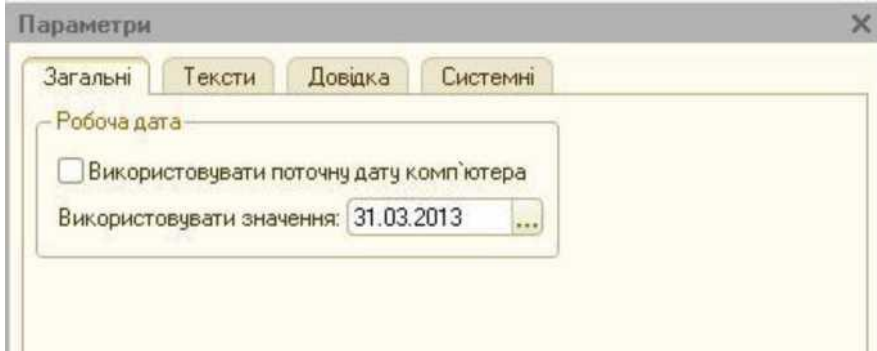 Параметри
Загальні Тексти Довідка Системні
Робоча дата
Використовувати поточну дату комп`ютера
Використовувати значення: 31.03.2013 ...